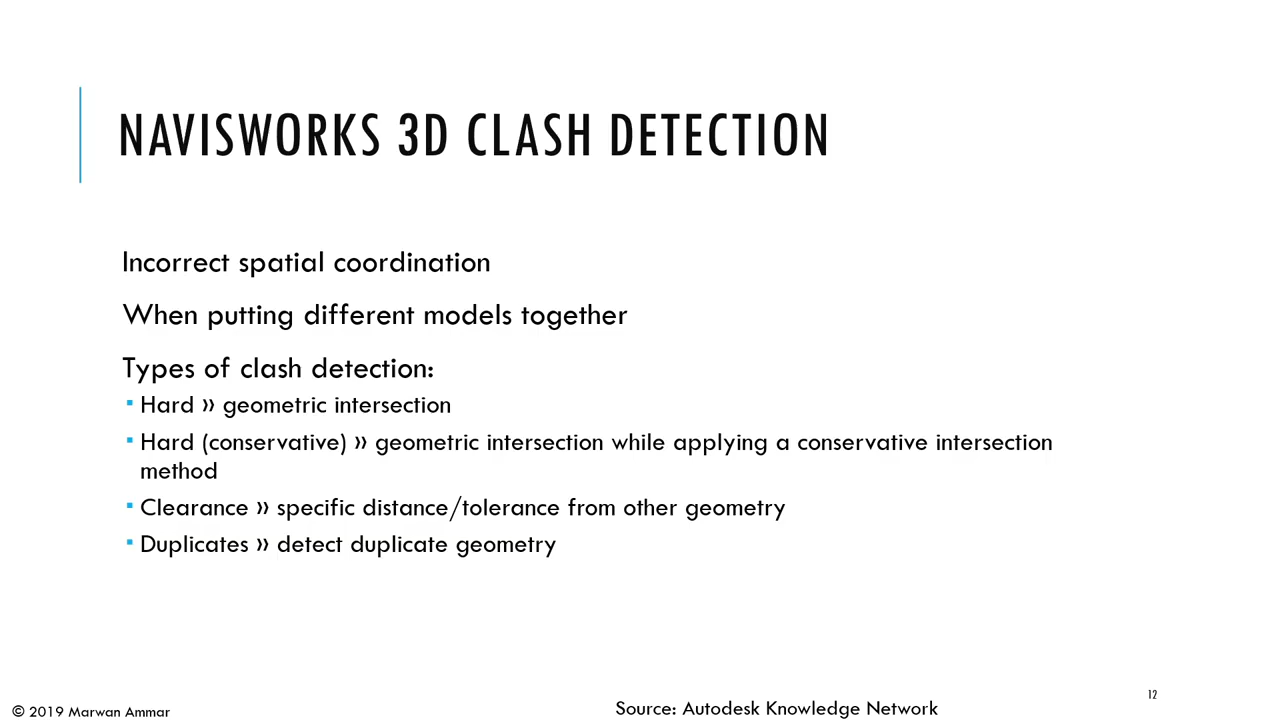 NAVISWORKS 3D CLASH DETECTION
Incorrect spatial coordination
When putting different models together
Types of clash detection:
▪ Hard » geometric intersection
▪ Hard (conservative) » geometric intersection while applying a conservative intersection
method
▪ Clearance » specific distance/tolerance from other geometry
▪ Duplicates » detect duplicate geometry
12
© 2019 Marwan Ammar
Source: Autodesk Knowledge Network